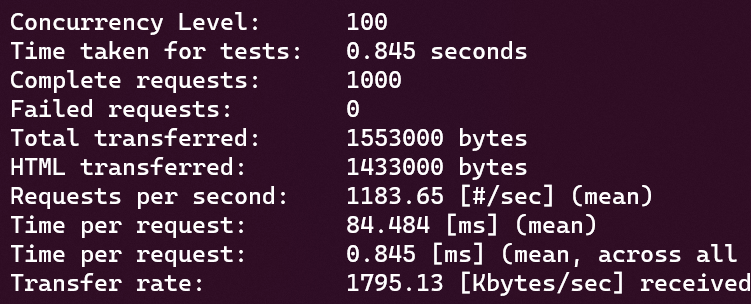 Concurrency Level:      100
Time taken for tests:   0.845 seconds
Complete requests:      1000
Failed requests:        0
Total transferred:      1553000 bytes
HTML transferred:       1433000 bytes
Requests per second:    1183.65 [#/sec] (mean)
Time per request:       84.484 [ms] (mean)
Time per request:       0.845 [ms] (mean, across all
Transfer rate:          1795.13 [Kbytes/sec] received